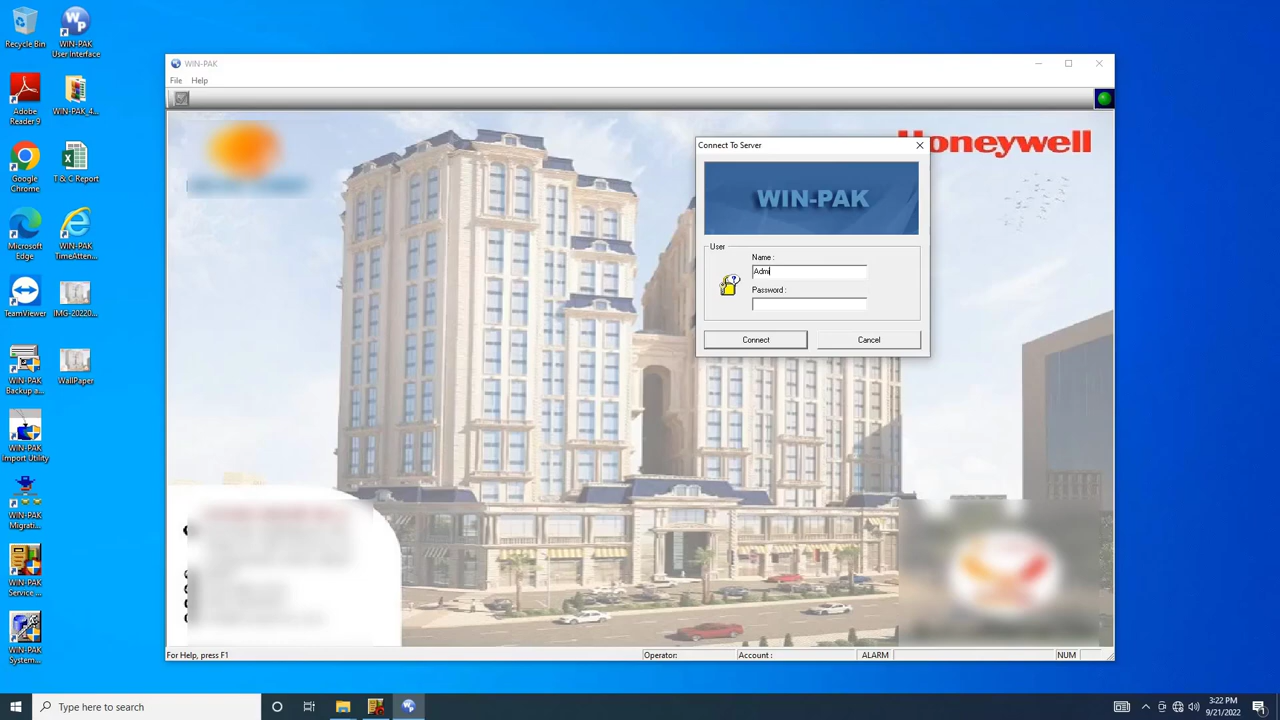 Recycle Bin
WIN-PAK
User Interface
Adobe
Reader 9
WIN-PAK_4...
Google
Chrome
T & C Report
Microsoft
Edge
WIN-PAK
TimeAtten...
TeamViewer
IMG-20220...
WIN-PAK
Backup a...
WallPaper
WIN-PAK
Import Utility
WIN-PAK
Migrati...
WIN-PAK
Service ...
WIN-PAK
System...
WIN-PAK
File Help
oneywell
Connect To Server
WIN-PAK
User
Name :
Admi
Password :
Connect
Cancel
For Help, press F1
Operator:
Account :
ALARM
NUM
Type here to search
3:22 PM
9/21/2022
1